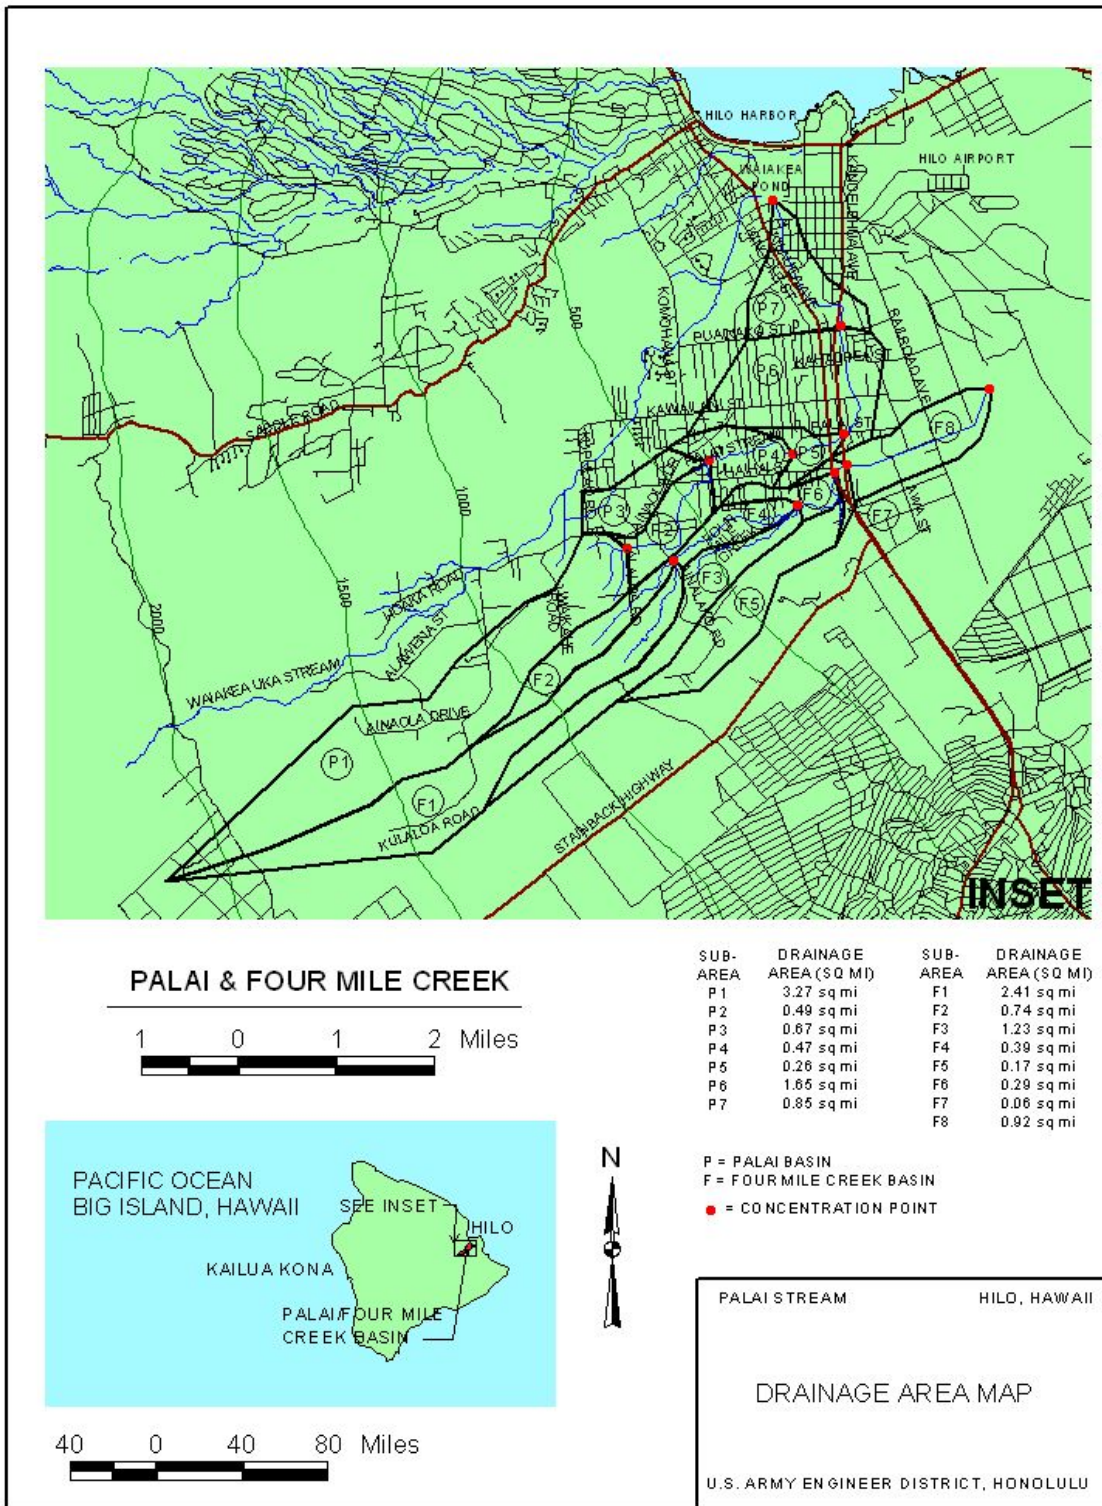 HILO HARBOR
HILO AIRPORT
WAIAKEA
POND
KANOELEHUA AVE
KILAUEA AVE
P7
500
KOMOHANA ST
RAILROAD AVE
PUAINAKO ST
P6
KAWAILANI ST
SADDLE ROAD
F8
P4
P5
1000
F6
AWA ST
P3
F4
F7
P2
F3
F5
1500
2000
ROAD
WAIAKEA UKA STREAM
F2
AINAOLA DRIVE
P1
F1
KULALOA ROAD
STAINBACK HIGHWAY
INSET
PALAI & FOUR MILE CREEK
1 0 1 2 Miles
SUB-AREA DRAINAGE AREA (SQ MI) SUB-AREA DRAINAGE AREA (SQ MI)
P1 3.27 sq mi F1 2.41 sq mi
P2 0.49 sq mi F2 0.74 sq mi
P3 0.67 sq mi F3 1.23 sq mi
P4 0.47 sq mi F4 0.39 sq mi
P5 0.26 sq mi F5 0.17 sq mi
P6 1.65 sq mi F6 0.29 sq mi
P7 0.85 sq mi F7 0.06 sq mi
F8 0.92 sq mi
P = PALAI BASIN
F = FOUR MILE CREEK BASIN
= CONCENTRATION POINT
N
PACIFIC OCEAN
BIG ISLAND, HAWAII
SEE INSET
HILO
KAILUA KONA
PALAI/FOUR MILE
CREEK BASIN
40 0 40 80 Miles
PALAI STREAM HILO, HAWAII
DRAINAGE AREA MAP
U.S. ARMY ENGINEER DISTRICT, HONOLULU